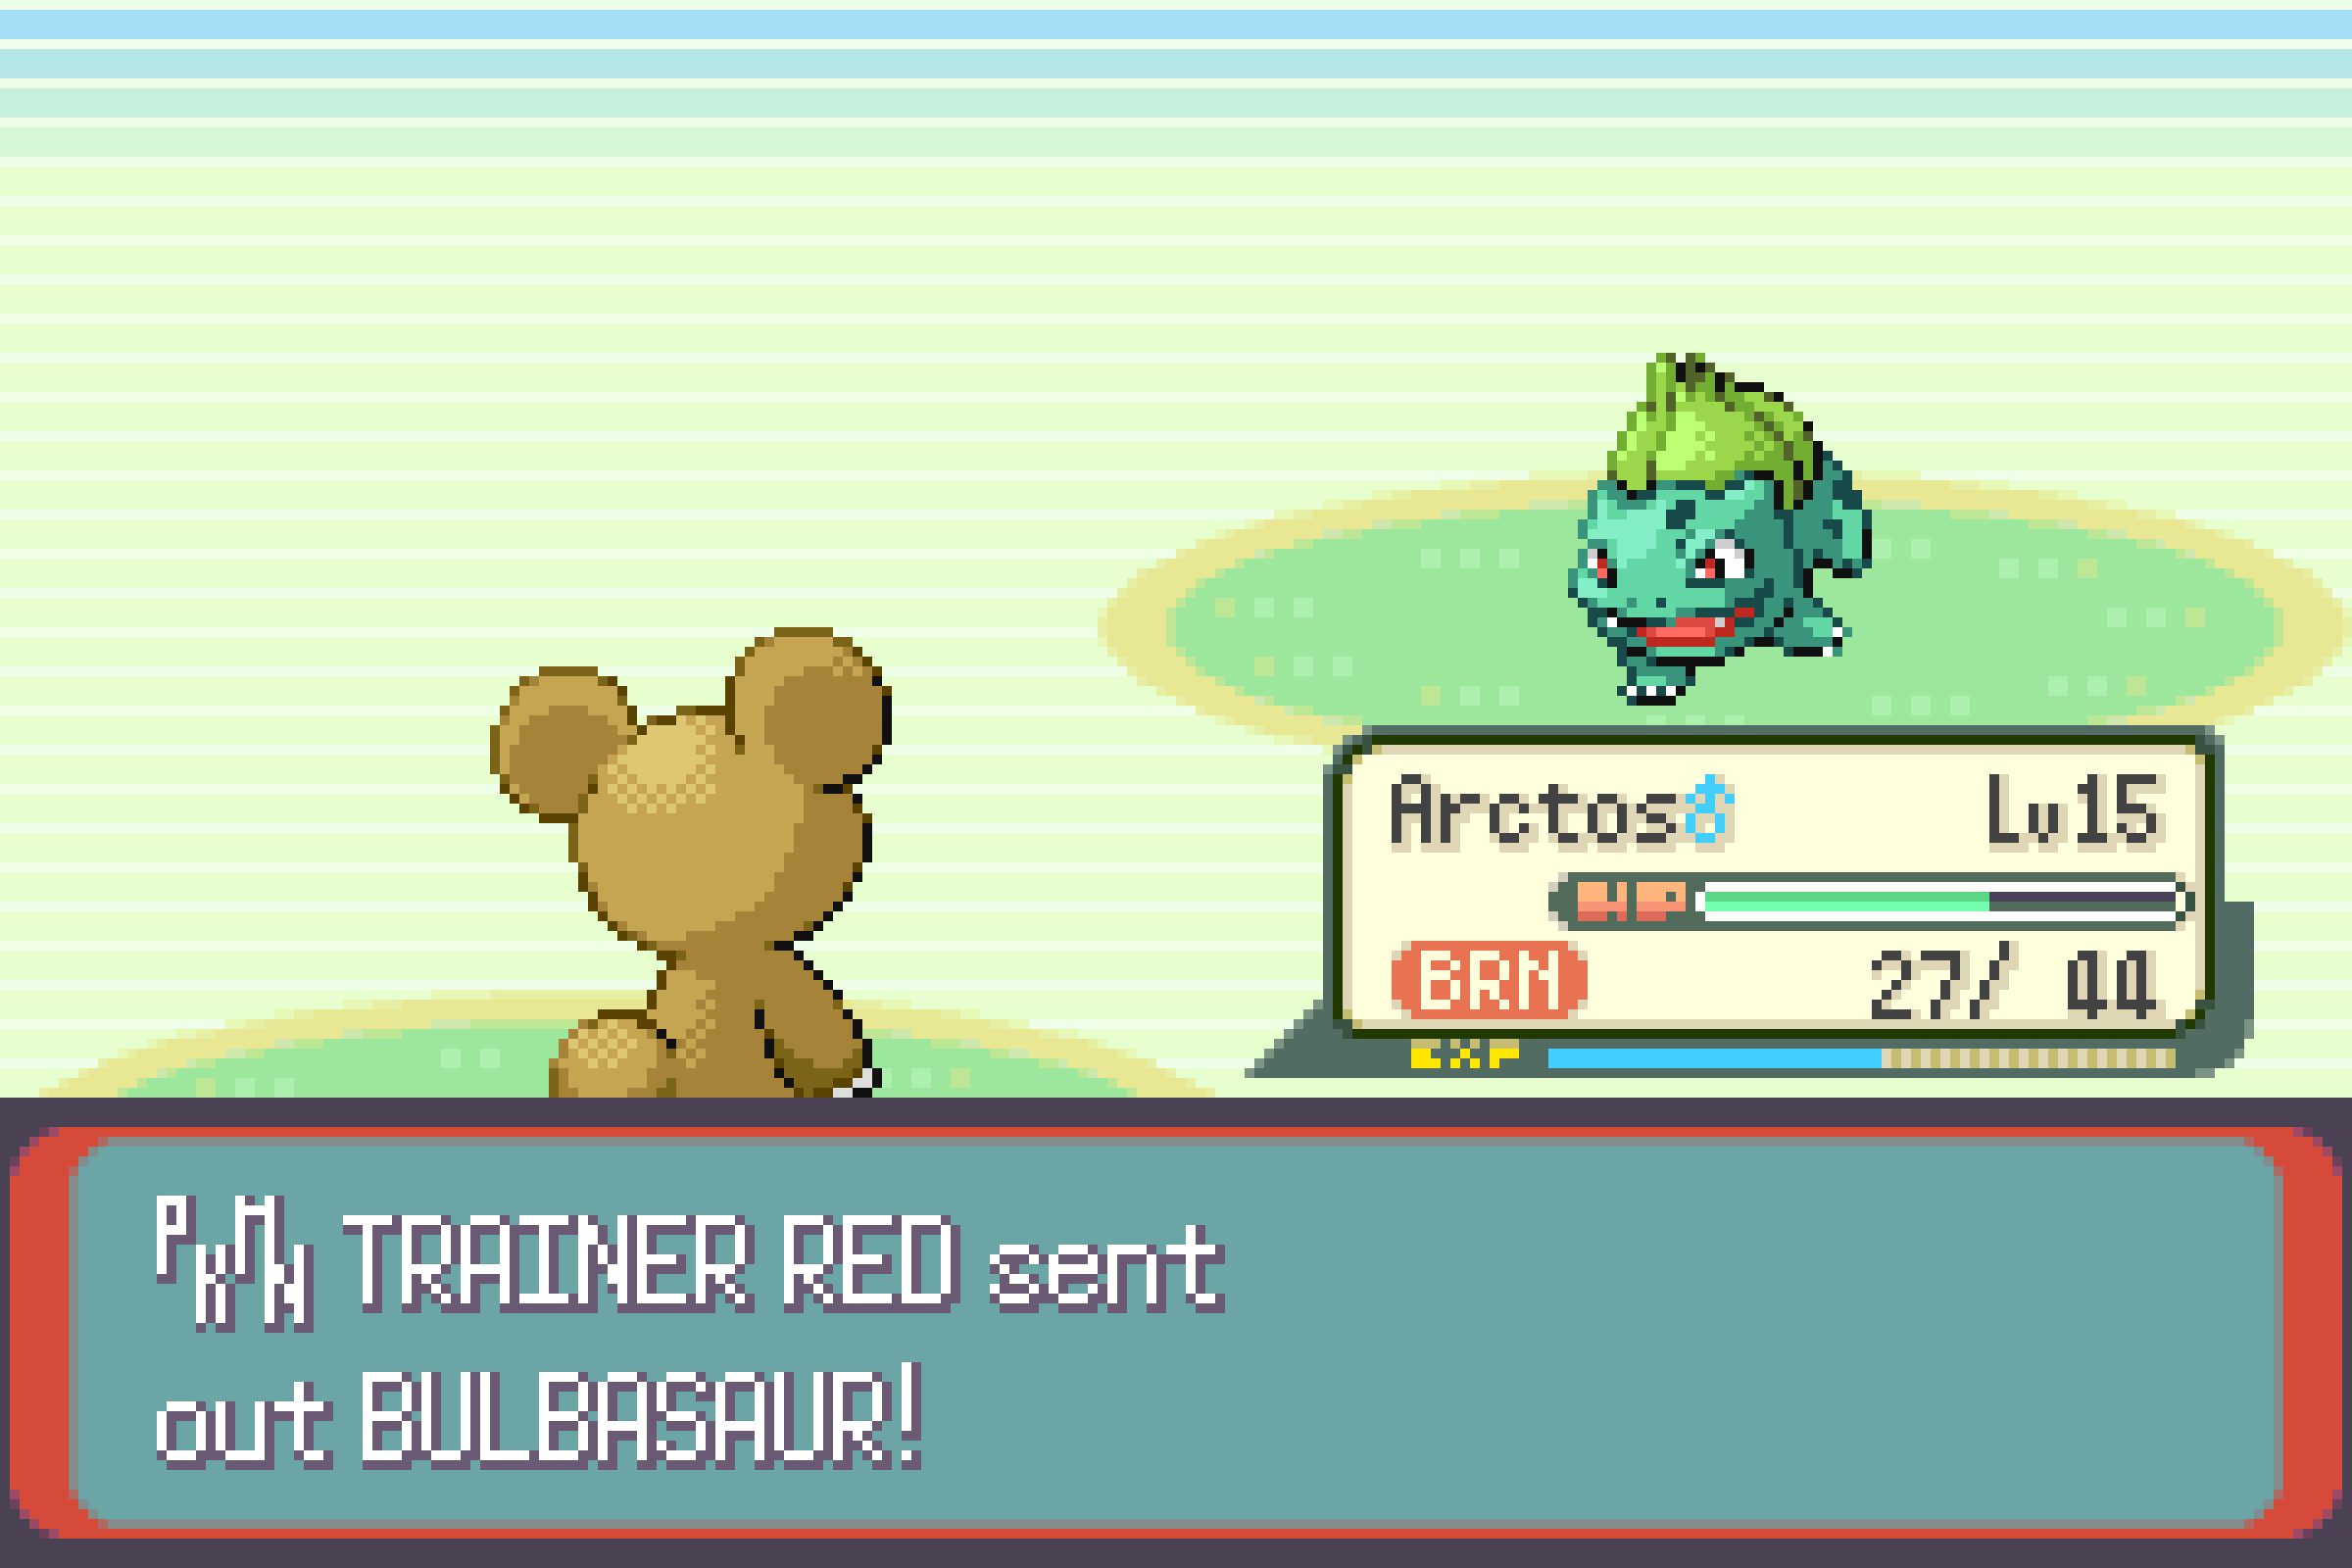 Arctos♂ Lv15
HP
BRN 27/ 44
EXP
PKMN TRAINER RED sent
out BULBASAUR!